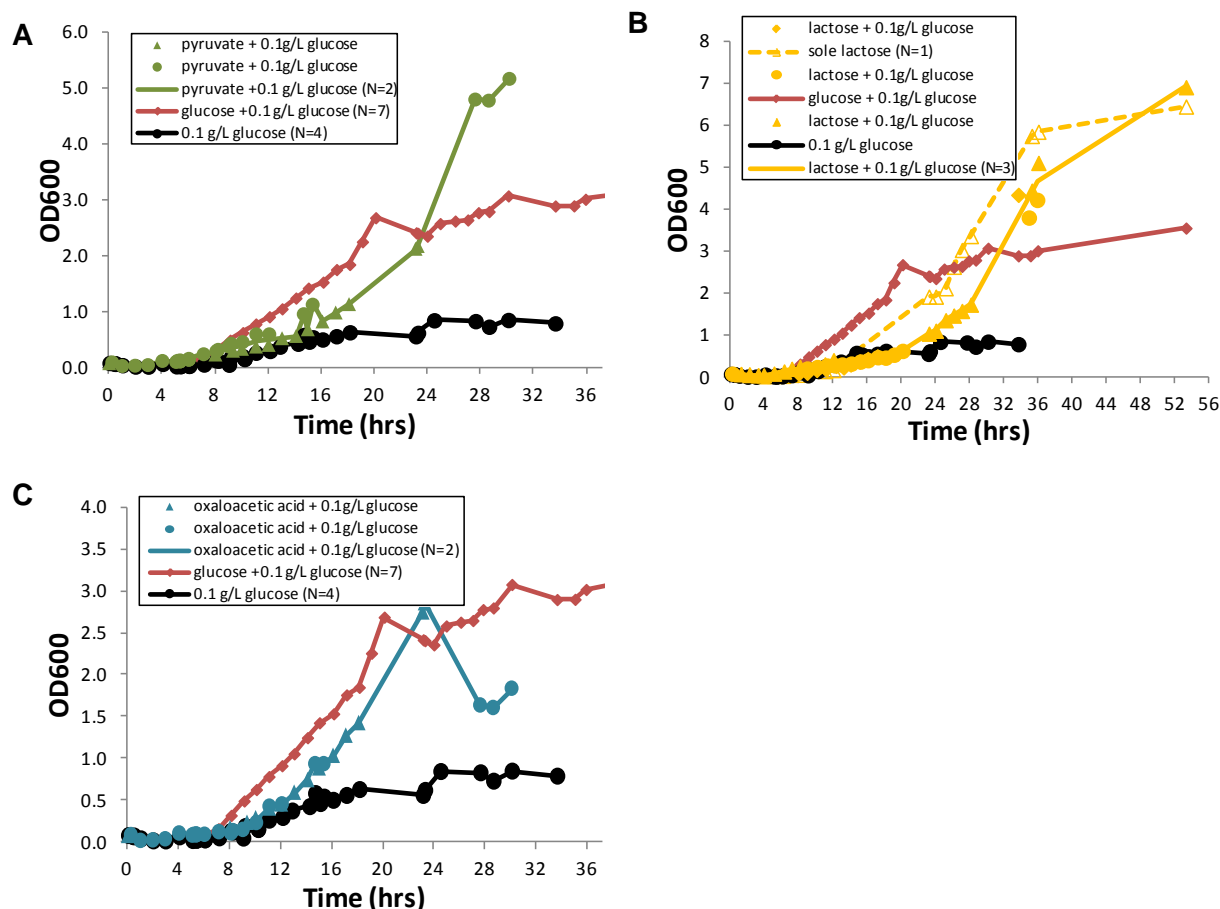 A
6.0
5.0
4.0
3.0
2.0
1.0
0.0
OD600
pyruvate + 0.1g/L glucose
pyruvate + 0.1g/L glucose
pyruvate +0.1 g/L glucose (N=2)
glucose +0.1 g/L glucose (N=7)
0.1 g/L glucose (N=4)
0 4 8 12 16 20 24 28 32 36
Time (hrs)
B
8
7
6
5
4
3
2
1
0
OD600
lactose + 0.1g/L glucose
sole lactose (N=1)
lactose + 0.1g/L glucose
glucose + 0.1g/L glucose
lactose + 0.1g/L glucose
0.1 g/L glucose
lactose + 0.1 g/L glucose (N=3)
0 4 8 12 16 20 24 28 32 36 40 44 48 52 56
Time (hrs)
C
4.0
3.5
3.0
2.5
2.0
1.5
1.0
0.5
0.0
OD600
oxaloacetic acid + 0.1g/L glucose
oxaloacetic acid + 0.1g/L glucose
oxaloacetic acid + 0.1g/L glucose (N=2)
glucose +0.1 g/L glucose (N=7)
0.1 g/L glucose (N=4)
0 4 8 12 16 20 24 28 32 36
Time (hrs)